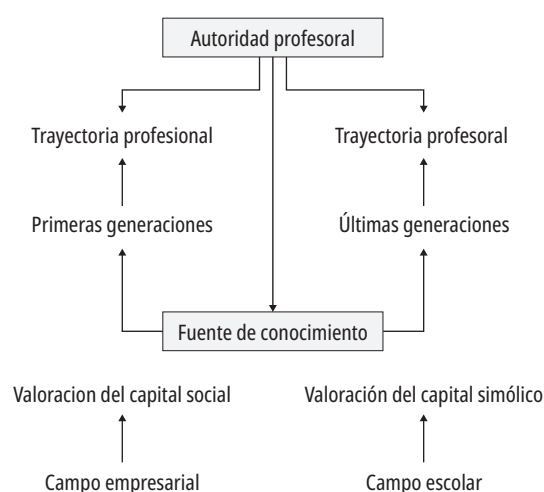 Autoridad profesoral
Trayectoria profesional
Trayectoria profesoral
Primeras generaciones
Últimas generaciones
Fuente de conocimiento
Valoracion del capital social
Valoración del capital simólico
Campo empresarial
Campo escolar